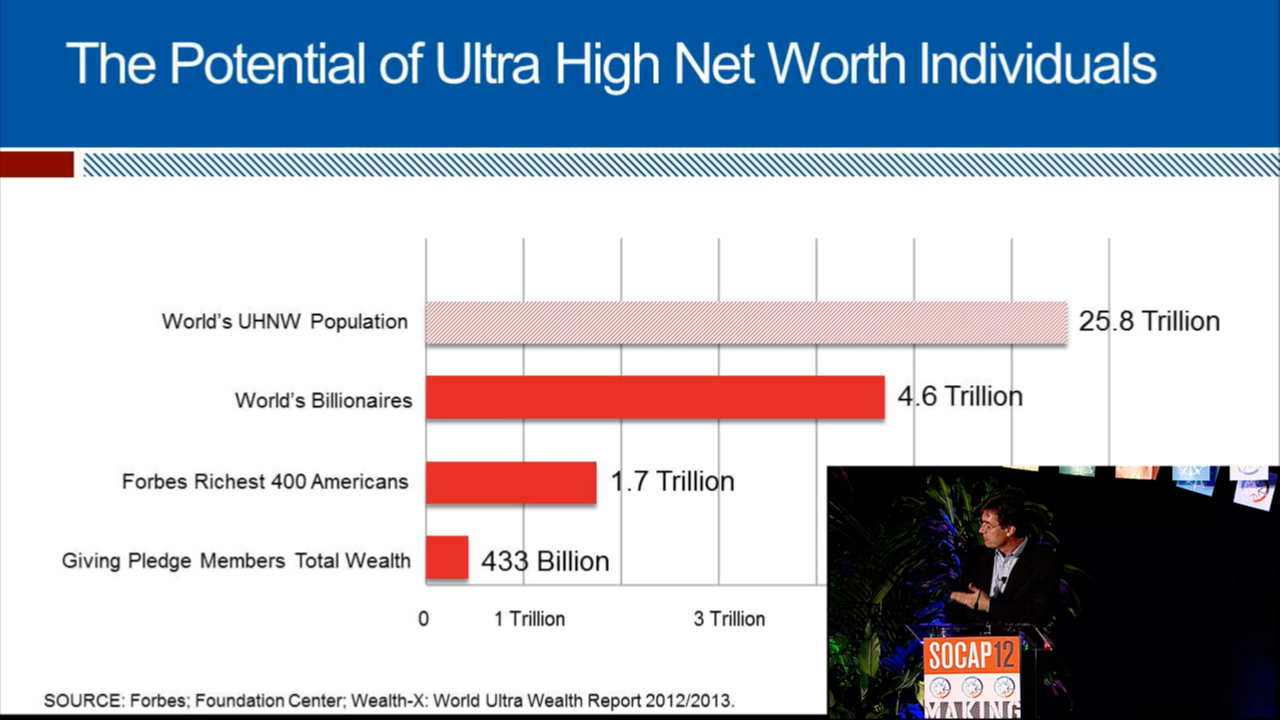 The Potential of Ultra High Net Worth Individuals
World's UHNW Population
25.8 Trillion
World's Billionaires
4.6 Trillion
Forbes Richest 400 Americans
1.7 Trillion
Giving Pledge Members Total Wealth
433 Billion
0 1 Trillion 3 Trillion
SOURCE: Forbes; Foundation Center; Wealth-X: World Ultra Wealth Report 2012/2013.
SOCAP12
MAKING